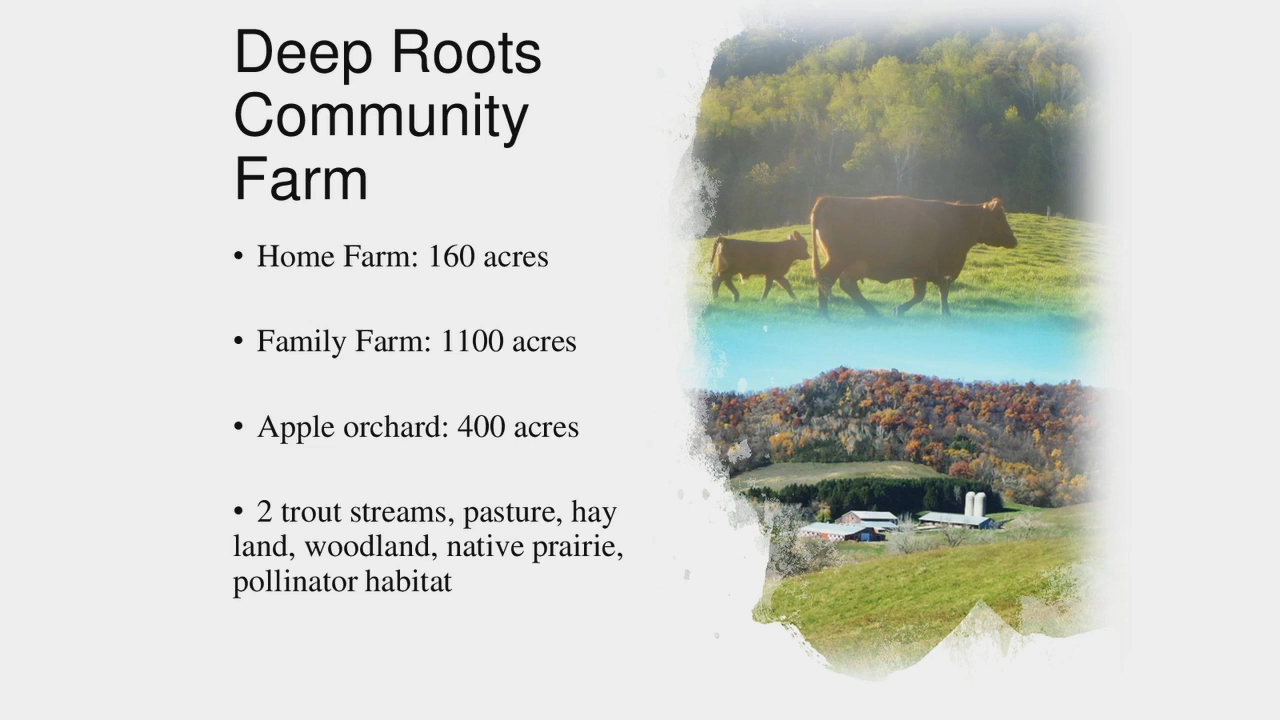 Deep Roots
Community
Farm
• Home Farm: 160 acres
• Family Farm: 1100 acres
• Apple orchard: 400 acres
• 2 trout streams, pasture, hay
land, woodland, native prairie,
pollinator habitat